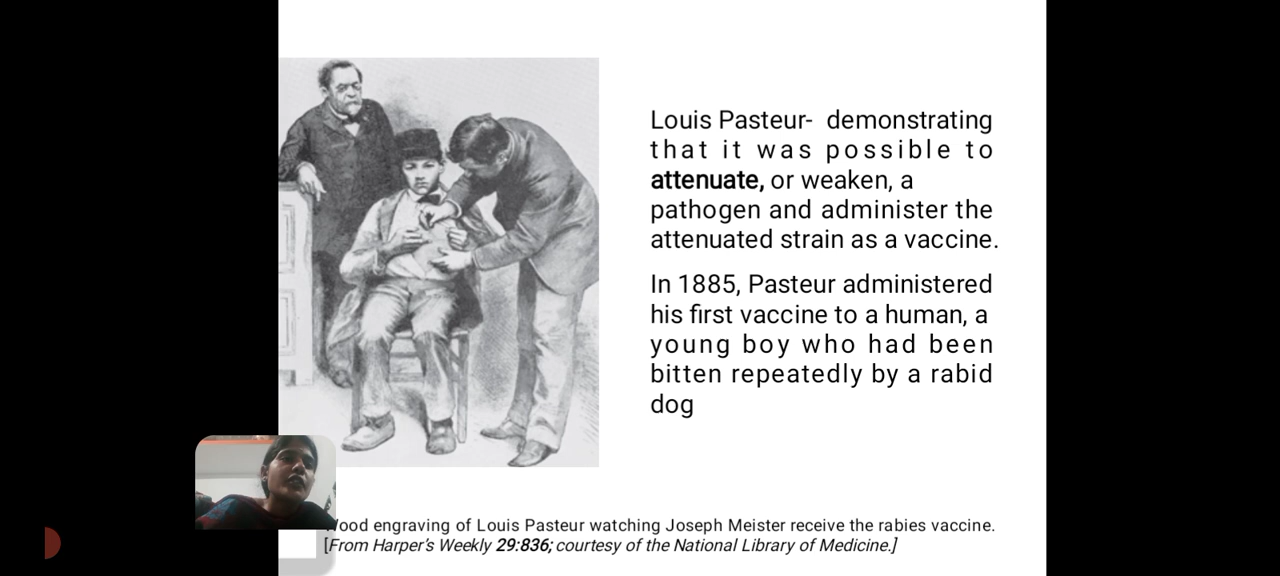 Louis Pasteur- demonstrating
that it was possible to
attenuate, or weaken, a
pathogen and administer the
attenuated strain as a vaccine.
In 1885, Pasteur administered
his first vaccine to a human, a
young boy who had been
bitten repeatedly by a rabid
dog
engraving of Louis Pasteur watching Joseph Meister receive the rabies vaccine.
[From Harper's Weekly 29:836; courtesy of the National Library of Medicine.]